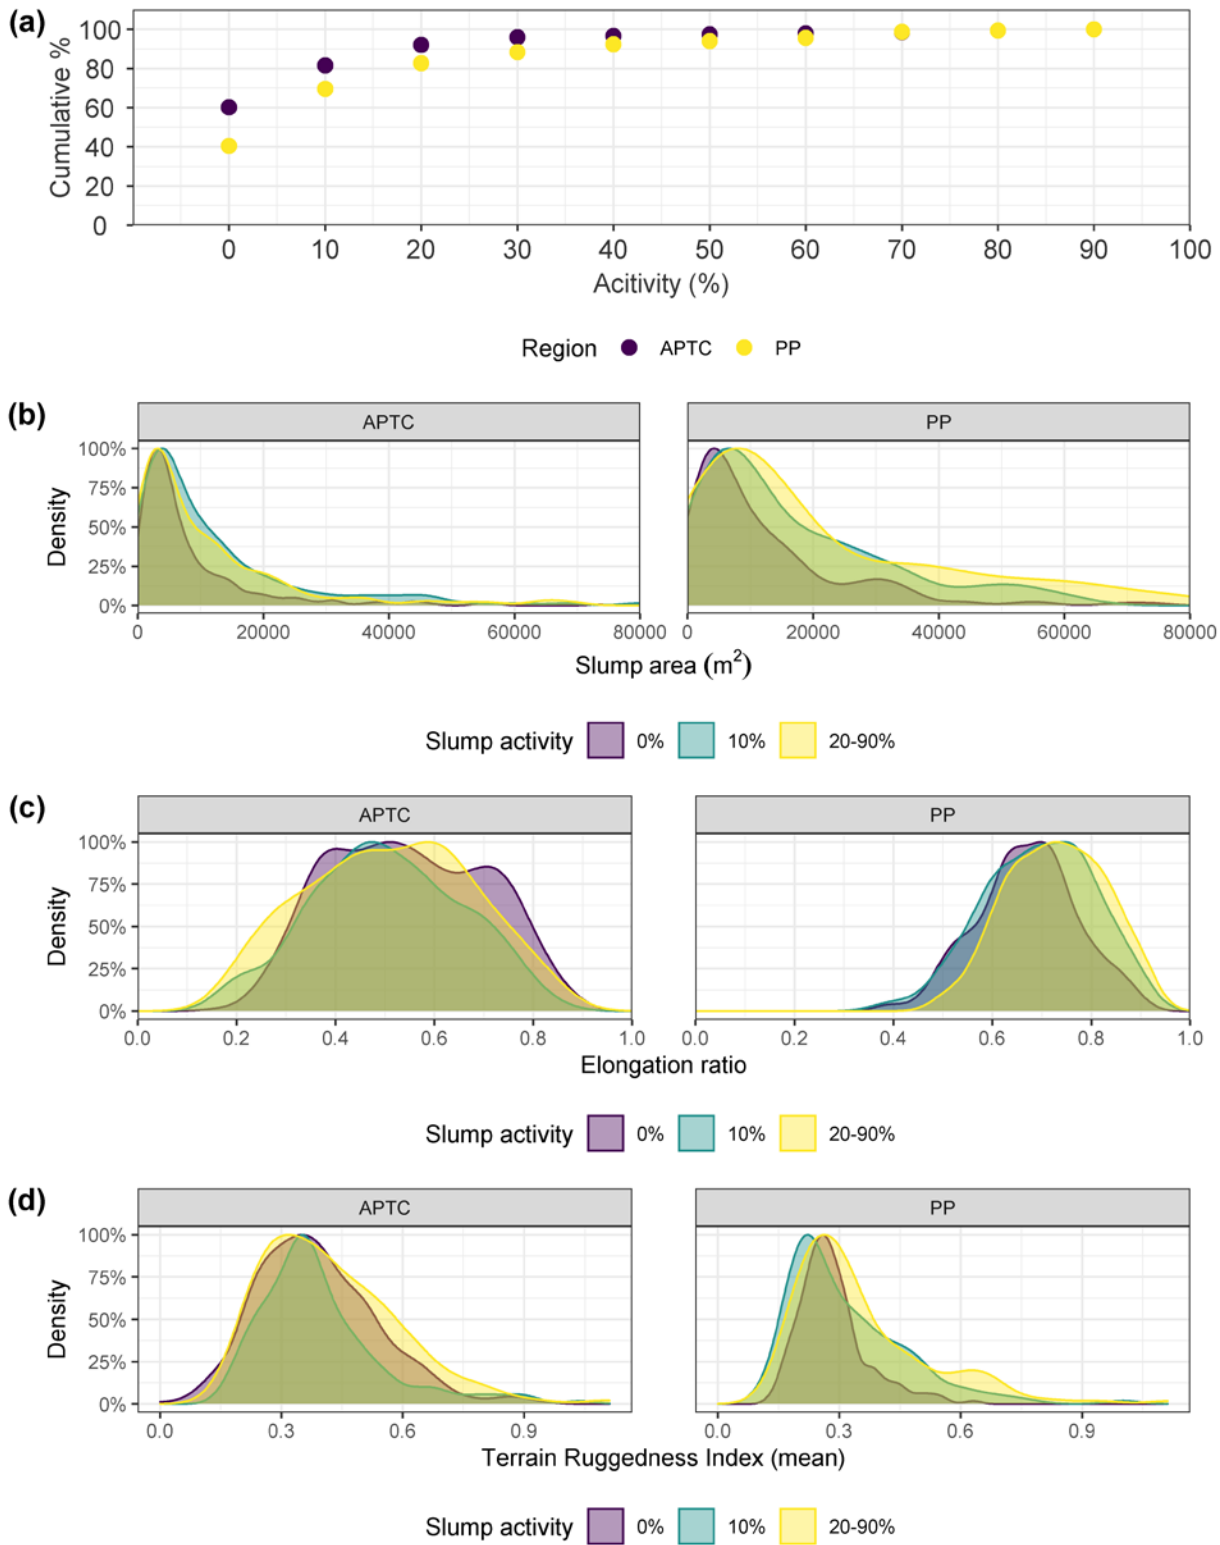 (a)
Cumulative %
100
80
60
40
20
0
0 10 20 30 40 50 60 70 80 90 100
Acitivity (%)
Region APTC PP
(b)
APTC PP
Density
100%
75%
50%
25%
0%
0 20000 40000 60000 80000 0 20000 40000 60000 80000
Slump area (m²)
Slump activity 0% 10% 20-90%
(c)
APTC PP
Density
100%
75%
50%
25%
0%
0.0 0.2 0.4 0.6 0.8 1.0 0.0 0.2 0.4 0.6 0.8 1.0
Elongation ratio
Slump activity 0% 10% 20-90%
(d)
APTC PP
Density
100%
75%
50%
25%
0%
0.0 0.3 0.6 0.9 0.0 0.3 0.6 0.9
Terrain Ruggedness Index (mean)
Slump activity 0% 10% 20-90%